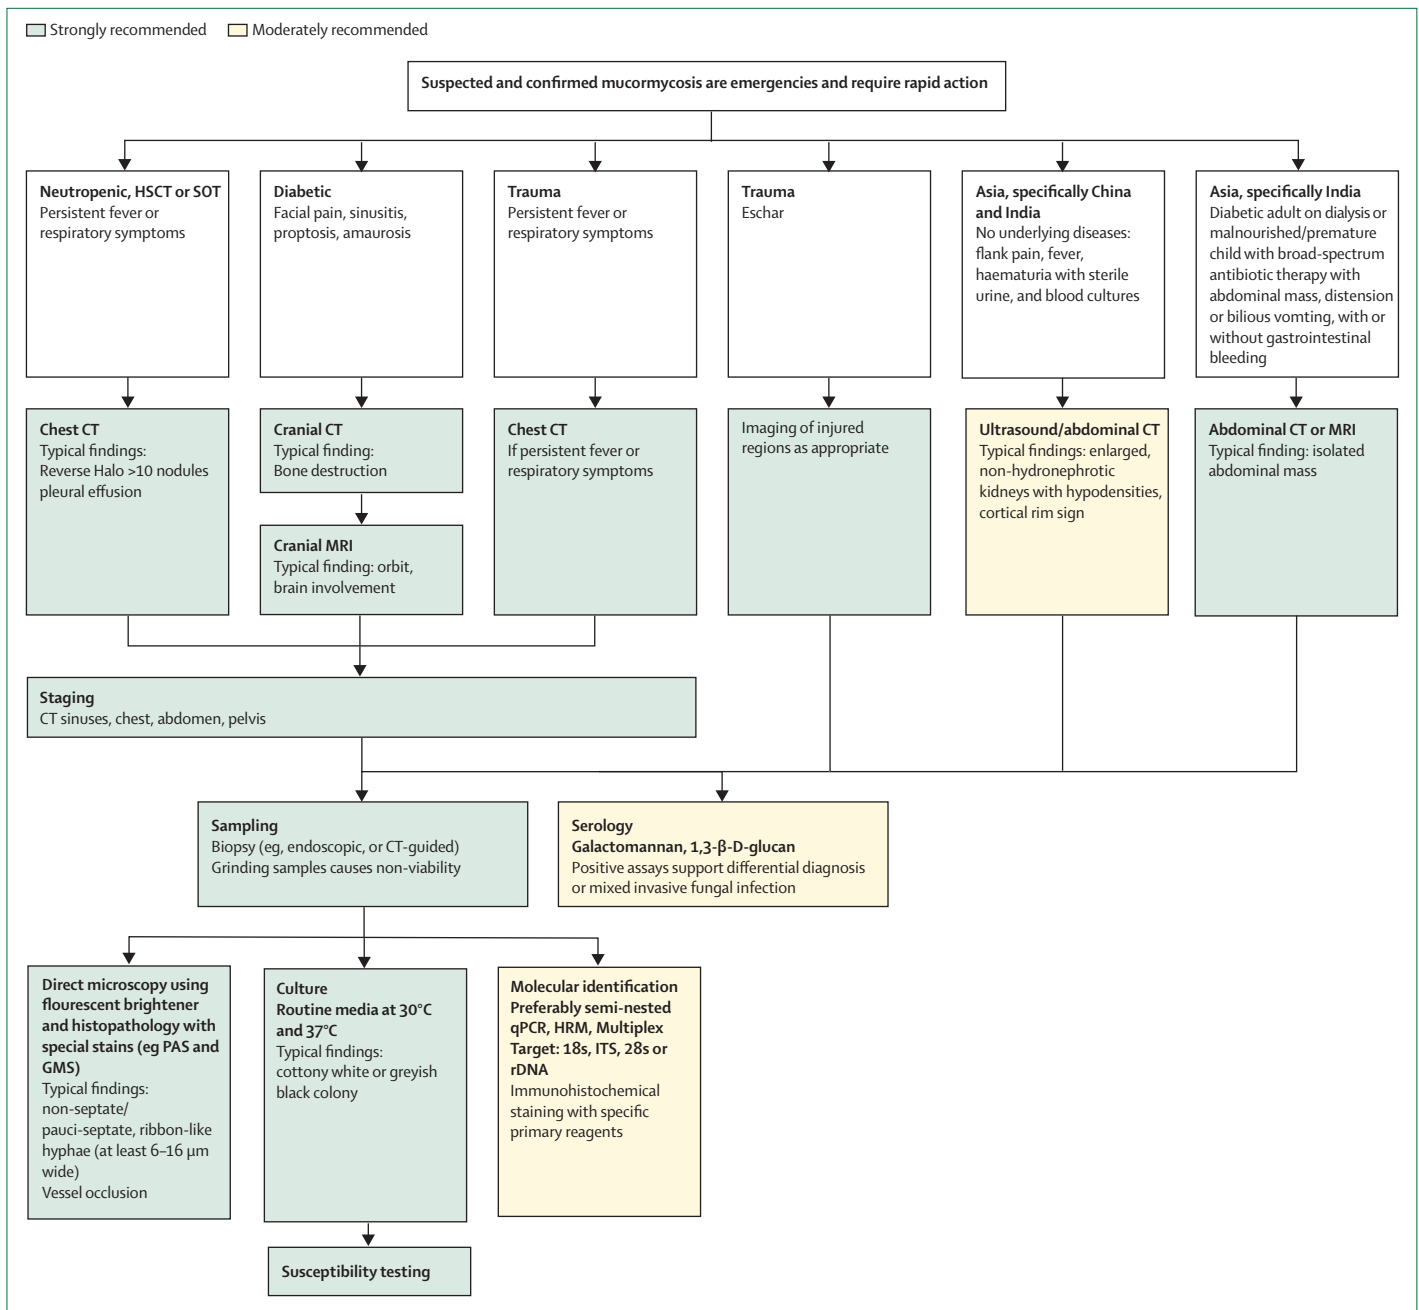 Strongly recommended
Moderately recommended
Suspected and confirmed mucormycosis are emergencies and require rapid action
Neutropenic, HSCT or SOT
Persistent fever or
respiratory symptoms
Diabetic
Facial pain, sinusitis,
proptosis, amaurosis
Trauma
Persistent fever or
respiratory symptoms
Trauma
Eschar
Asia, specifically China
and India
No underlying diseases:
flank pain, fever,
haematuria with sterile
urine, and blood cultures
Asia, specifically India
Diabetic adult on dialysis or
malnourished/premature
child with broad-spectrum
antibiotic therapy with
abdominal mass, distension
or bilious vomting, with or
without gastrointestinal
bleeding
Chest CT
Typical findings:
Reverse Halo >10 nodules
pleural effusion
Cranial CT
Typical finding:
Bone destruction
Cranial MRI
Typical finding: orbit,
brain involvement
Chest CT
If persistent fever or
respiratory symptoms
Imaging of injured
regions as appropriate
Ultrasound/abdominal CT
Typical findings: enlarged,
non-hydronephrotic
kidneys with hypodensities,
cortical rim sign
Abdominal CT or MRI
Typical finding: isolated
abdominal mass
Staging
CT sinuses, chest, abdomen, pelvis
Sampling
Biopsy (eg, endoscopic, or CT-guided)
Grinding samples causes non-viability
Serology
Galactomannan, 1,3-β-D-glucan
Positive assays support differential diagnosis
or mixed invasive fungal infection
Direct microscopy using
flourescent brightener
and histopathology with
special stains (eg PAS and
GMS)
Typical findings:
non-septate/
pauci-septate, ribbon-like
hyphae (at least 6–16 µm
wide)
Vessel occlusion
Culture
Routine media at 30°C
and 37°C
Typical findings:
cottony white or greyish
black colony
Molecular identification
Preferably semi-nested
qPCR, HRM, Multiplex
Target: 18s, ITS, 28s or
rDNA
Immunohistochemical
staining with specific
primary reagents
Susceptibility testing